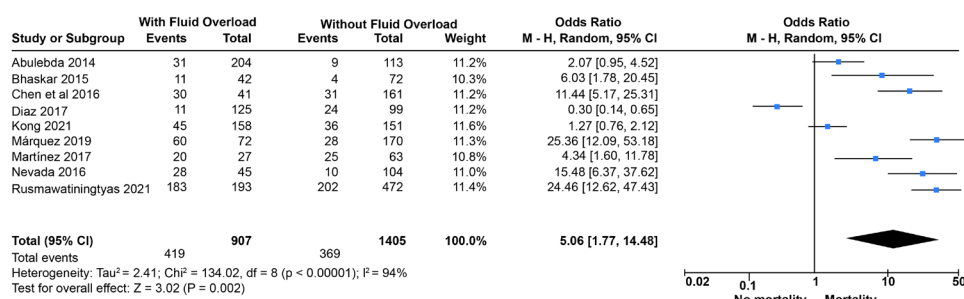 With Fluid Overload Without Fluid Overload Odds Ratio Odds Ratio
Study or Subgroup Events Total Events Total Weight M - H, Random, 95% CI M - H, Random, 95% CI
Abulebda 2014 31 204 9 113 11.2% 2.07 [0.95, 4.52]
Bhaskar 2015 11 42 4 72 10.3% 6.03 [1.78, 20.45]
Chen et al 2016 30 41 31 161 11.2% 11.44 [5.17, 25.31]
Diaz 2017 11 125 24 99 11.2% 0.30 [0.14, 0.65]
Kong 2021 45 158 36 151 11.6% 1.27 [0.76, 2.12]
Márquez 2019 60 72 28 170 11.3% 25.36 [12.09, 53.18]
Martínez 2017 20 27 25 63 10.8% 4.34 [1.60, 11.78]
Nevada 2016 28 45 10 104 11.0% 15.48 [6.37, 37.62]
Rusmawatiningtyas 2021 183 193 202 472 11.4% 24.46 [12.62, 47.43]
Total (95% CI) 907 1405 100.0% 5.06 [1.77, 14.48]
Total events 419 369
Heterogeneity: Tau² = 2.41; Chi² = 134.02, df = 8 (p < 0.00001); I² = 94%
Test for overall effect: Z = 3.02 (P = 0.002)
0.02 0.1 1 10 50
No mortality Mortality